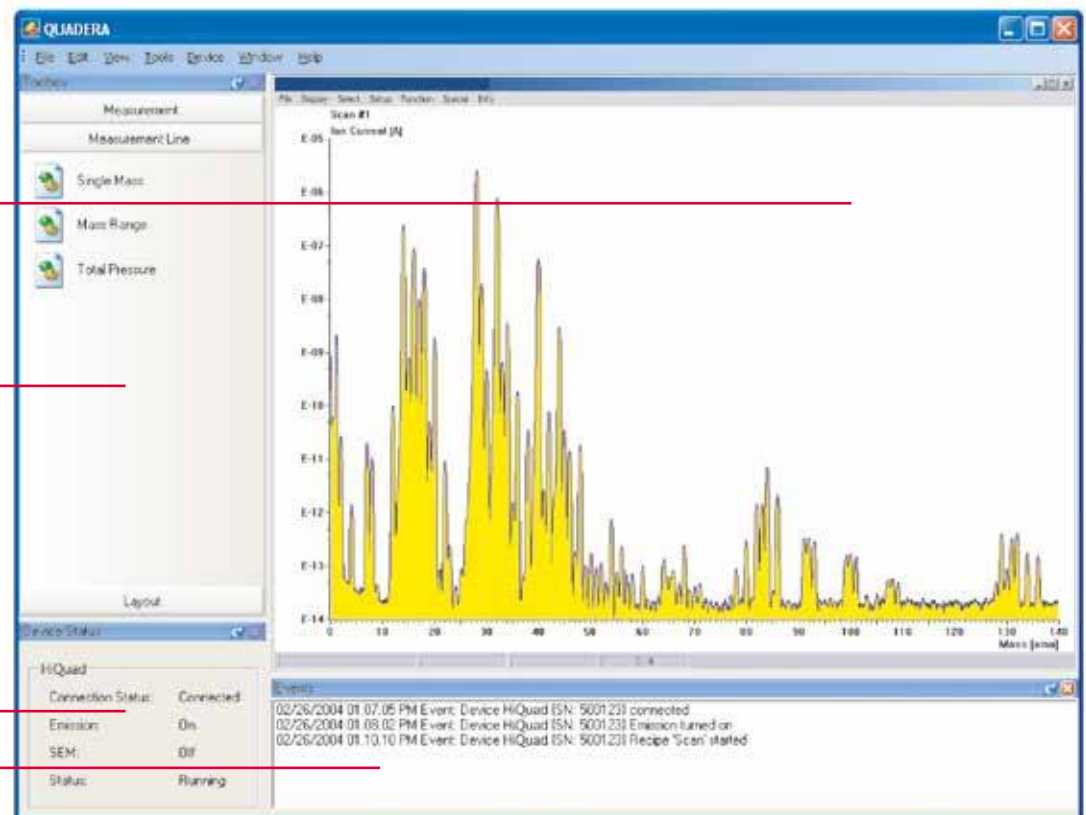 QUADERA
File Edit View Tools Device Window Help
Toolbox
Measurement
Measurement Line
Single Mass
Mass Range
Total Pressure
Layout
Device Status
HiQuad
Connection Status: Connected
Emission: On
SEM: Off
Status: Running
File Display Select Setup Function Special Info
Scan #1
Ion Current [A]
E-05
E-06
E-07
E-08
E-09
E-10
E-11
E-12
E-13
E-14
0 10 20 30 40 50 60 70 80 90 100 110 120 130 140
Mass [amu]
Events
02/26/2004 01.07.05 PM Event: Device HiQuad (SN: 500123) connected
02/26/2004 01.08.02 PM Event: Device HiQuad (SN: 500123) Emission turned on
02/26/2004 01.10.10 PM Event: Device HiQuad (SN: 500123) Recipe 'Scan' started